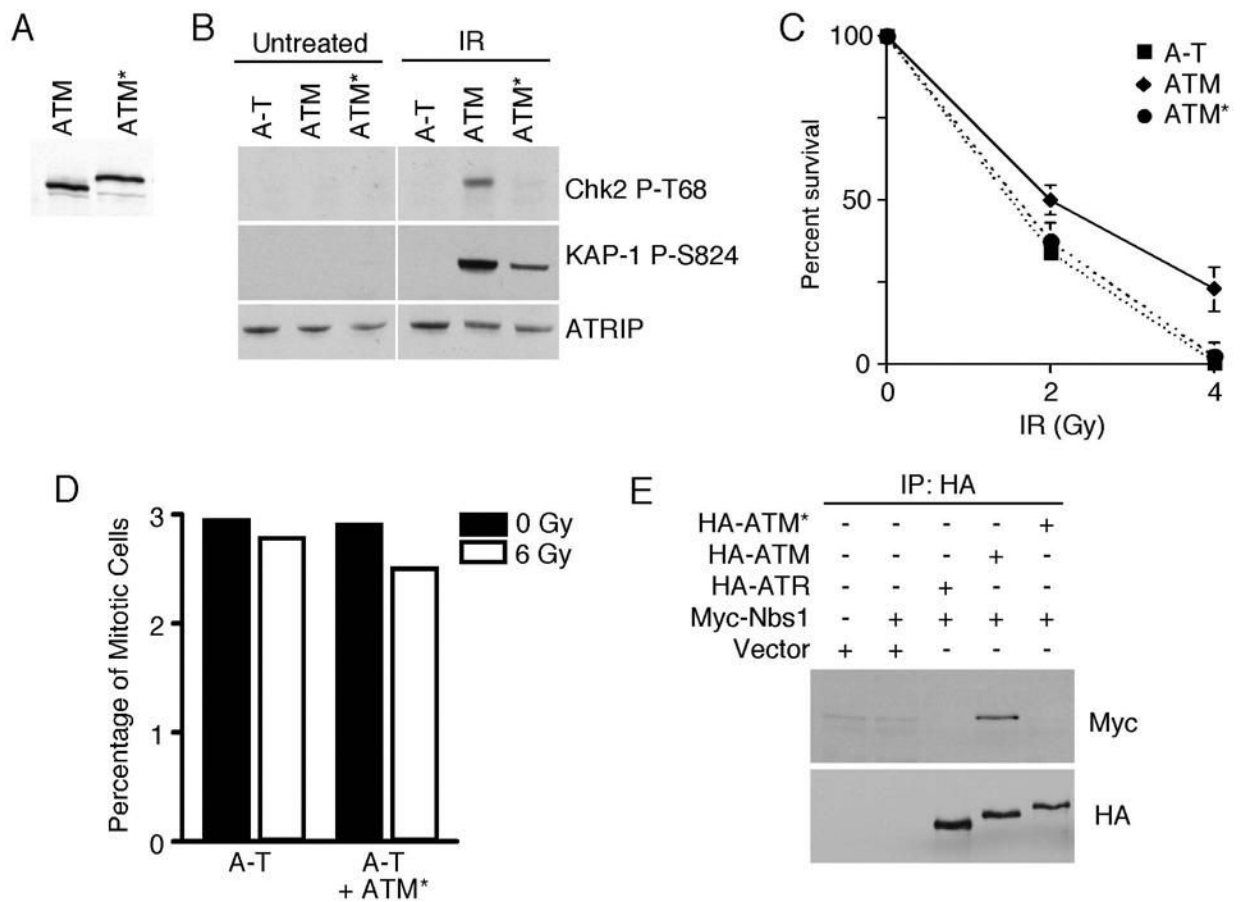 A
ATM
ATM*
B
Untreated
IR
A-T
ATM
ATM*
A-T
ATM
ATM*
Chk2 P-T68
KAP-1 P-S824
ATRIP
C
Percent survival
100
50
0
0
2
4
IR (Gy)
A-T
ATM
ATM*
D
Percentage of Mitotic Cells
3
2
1
0
0 Gy
6 Gy
A-T
A-T
+ ATM*
E
IP: HA
HA-ATM* - - - - +
HA-ATM - - - + -
HA-ATR - - + - -
Myc-Nbs1 - + + + +
Vector + + - - -
Myc
HA